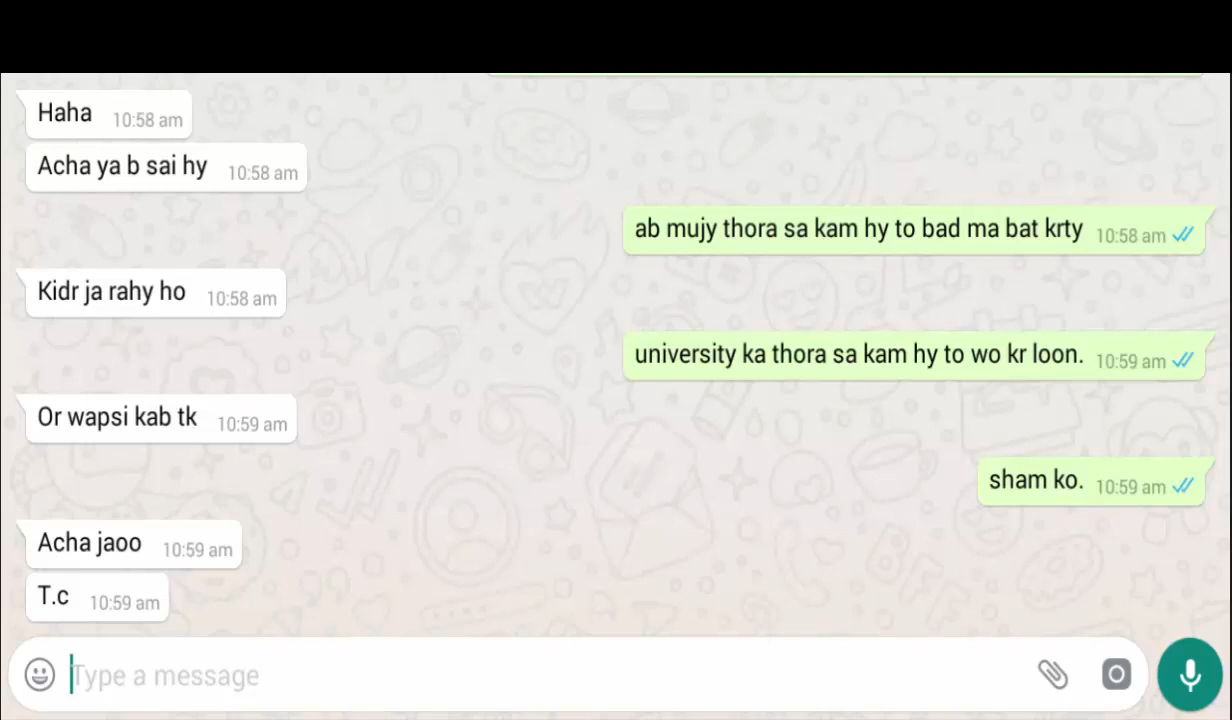 Haha 10:58 am
Acha ya b sai hy 10:58 am
ab mujy thora sa kam hy to bad ma bat krty 10:58 am
Kidr ja rahy ho 10:58 am
university ka thora sa kam hy to wo kr loon. 10:59 am
Or wapsi kab tk 10:59 am
sham ko. 10:59 am
Acha jaoo 10:59 am
T.c 10:59 am
Type a message